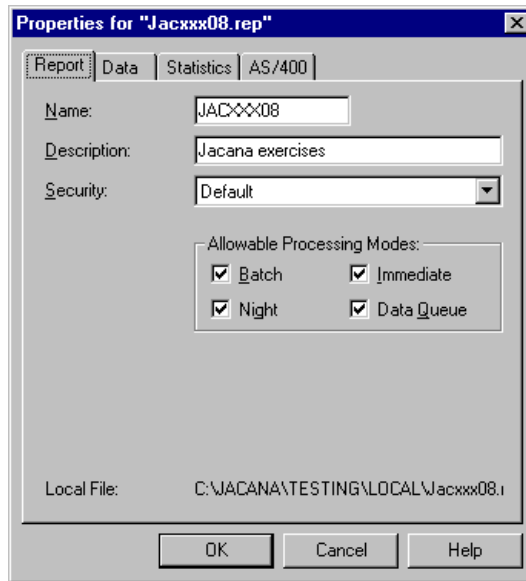 Properties for "Jacxxx08.rep"
Report Data Statistics AS/400
Name: JACXXX08
Description: Jacana exercises
Security: Default
Allowable Processing Modes:
Batch Immediate
Night Data Queue
Local File: C:\JACANA\TESTING\LOCAL\Jacxxx08.r
OK Cancel Help